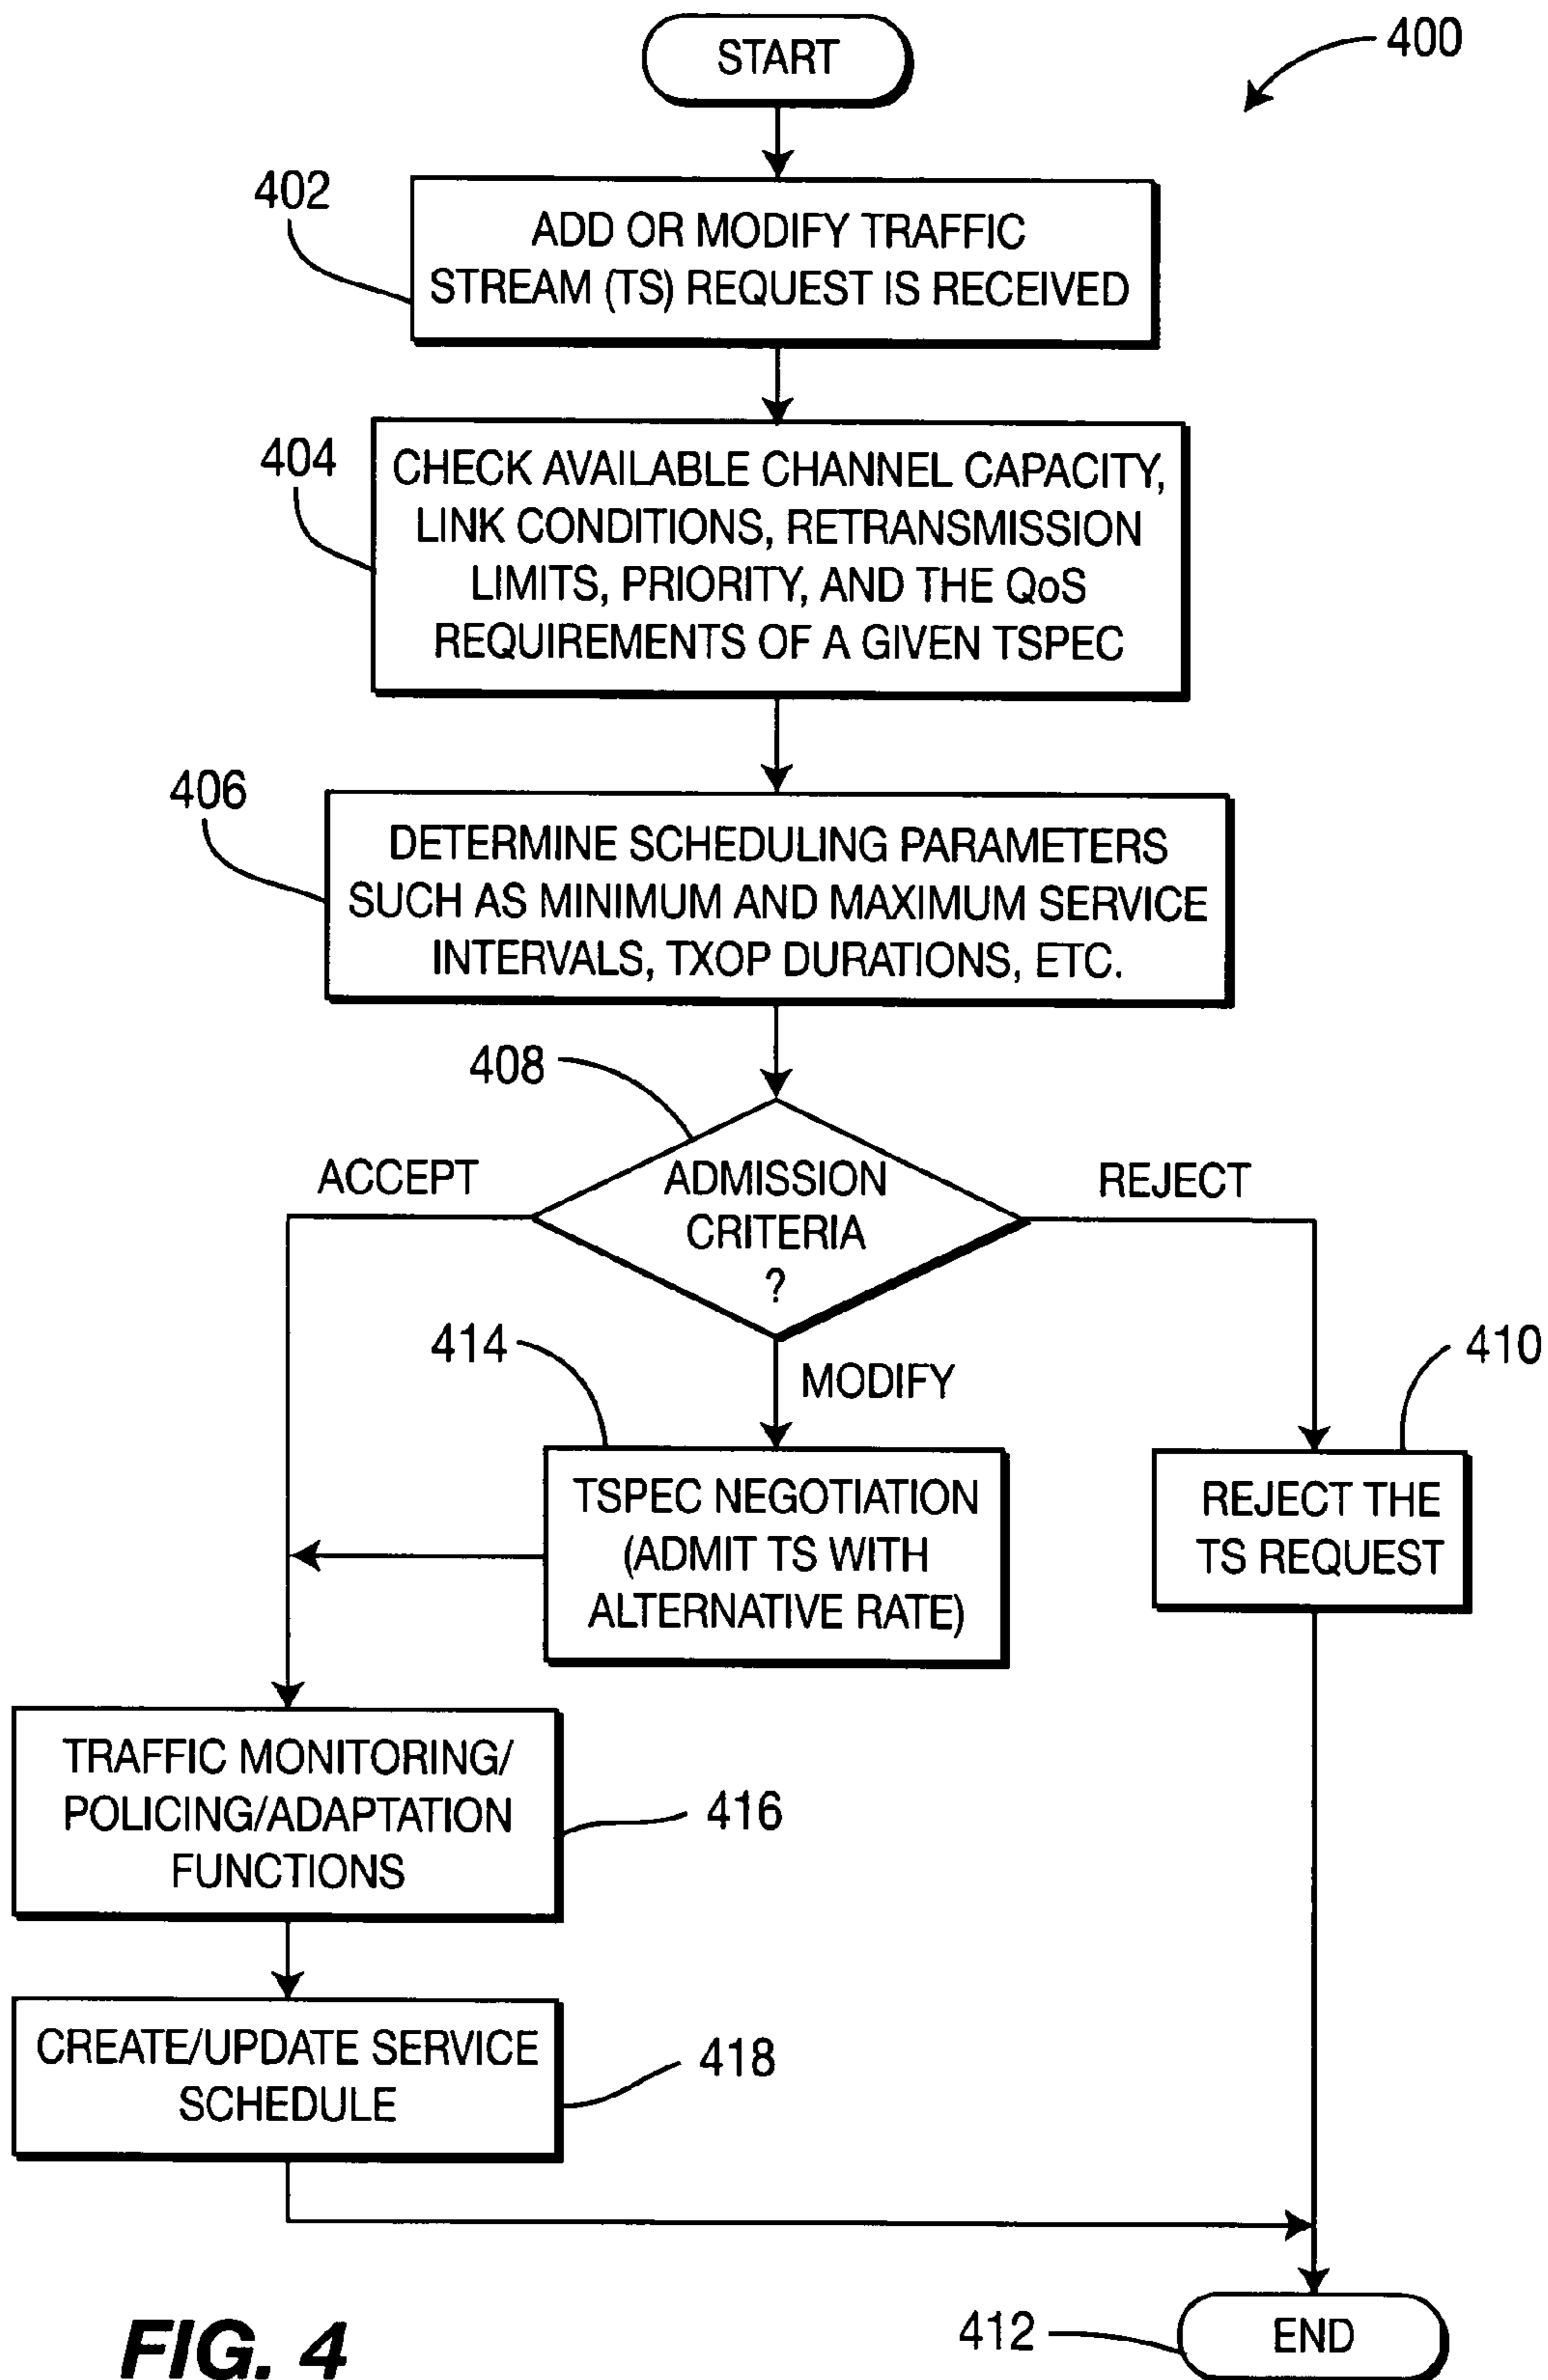 START
400
402
ADD OR MODIFY TRAFFIC
STREAM (TS) REQUEST IS RECEIVED
404
CHECK AVAILABLE CHANNEL CAPACITY,
LINK CONDITIONS, RETRANSMISSION
LIMITS, PRIORITY, AND THE QoS
REQUIREMENTS OF A GIVEN TSPEC
406
DETERMINE SCHEDULING PARAMETERS
SUCH AS MINIMUM AND MAXIMUM SERVICE
INTERVALS, TXOP DURATIONS, ETC.
408
ACCEPT
ADMISSION
CRITERIA
?
REJECT
414
MODIFY
410
TSPEC NEGOTIATION
(ADMIT TS WITH
ALTERNATIVE RATE)
REJECT THE
TS REQUEST
TRAFFIC MONITORING/
POLICING/ADAPTATION
FUNCTIONS
416
CREATE/UPDATE SERVICE
SCHEDULE
418
412
END
FIG. 4